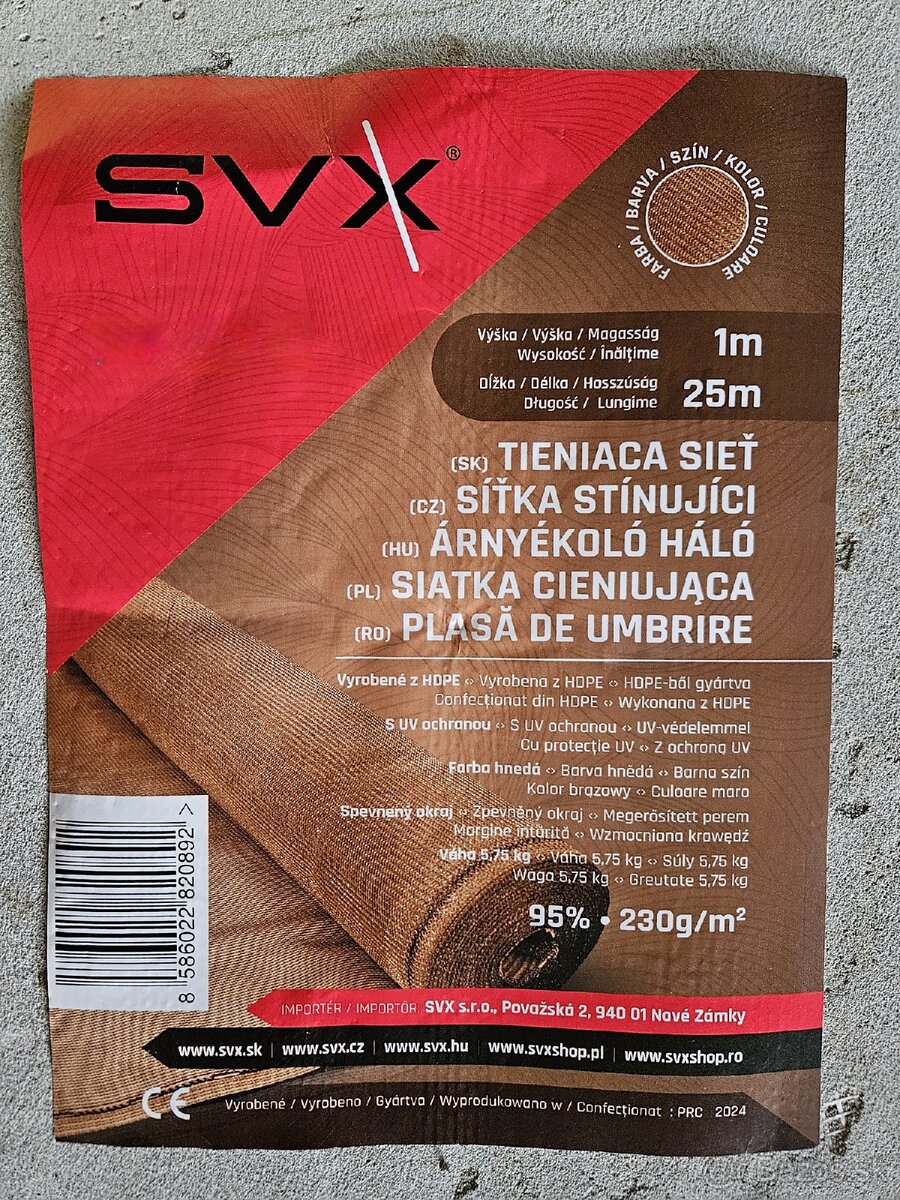 SVX®
FARBA / BARVA / SZÍN / KOLOR / CULOARE
Výška / Výška / Magasság
Wysokość / Înălțime
1m
Dĺžka / Délka / Hosszúság
Długość / Lungime
25m
(SK) TIENIACA SIEŤ
(CZ) SÍŤKA STÍNUJÍCI
(HU) ÁRNYÉKOLÓ HÁLÓ
(PL) SIATKA CIENIUJĄCA
(RO) PLASĂ DE UMBRIRE
Vyrobené z HDPE ‹› Vyrobena z HDPE ‹› HDPE-ből gyártva
Confecționat din HDPE ‹› Wykonana z HDPE
S UV ochranou ‹› S UV ochranou ‹› UV-védelemmel
Cu protecție UV ‹› Z ochroną UV
Farba hnedá ‹› Barva hnědá ‹› Barna szín
Kolor brązowy ‹› Culoare maro
Spevnený okraj ‹› Zpevněný okraj ‹› Megerősített perem
Margine întărită ‹› Wzmocniona krawędź
Váha 5,75 kg ‹› Váha 5,75 kg ‹› Súly 5,75 kg
Waga 5,75 kg ‹› Greutate 5,75 kg
95% • 230g/m²
8 586022 820892 >
IMPORTÉR / IMPORTŐR: SVX s.r.o., Považská 2, 940 01 Nové Zámky
www.svx.sk | www.svx.cz | www.svx.hu | www.svxshop.pl | www.svxshop.ro
CE
Vyrobené / Vyrobeno / Gyártva / Wyprodukowano w / Confecționat : PRC 2024